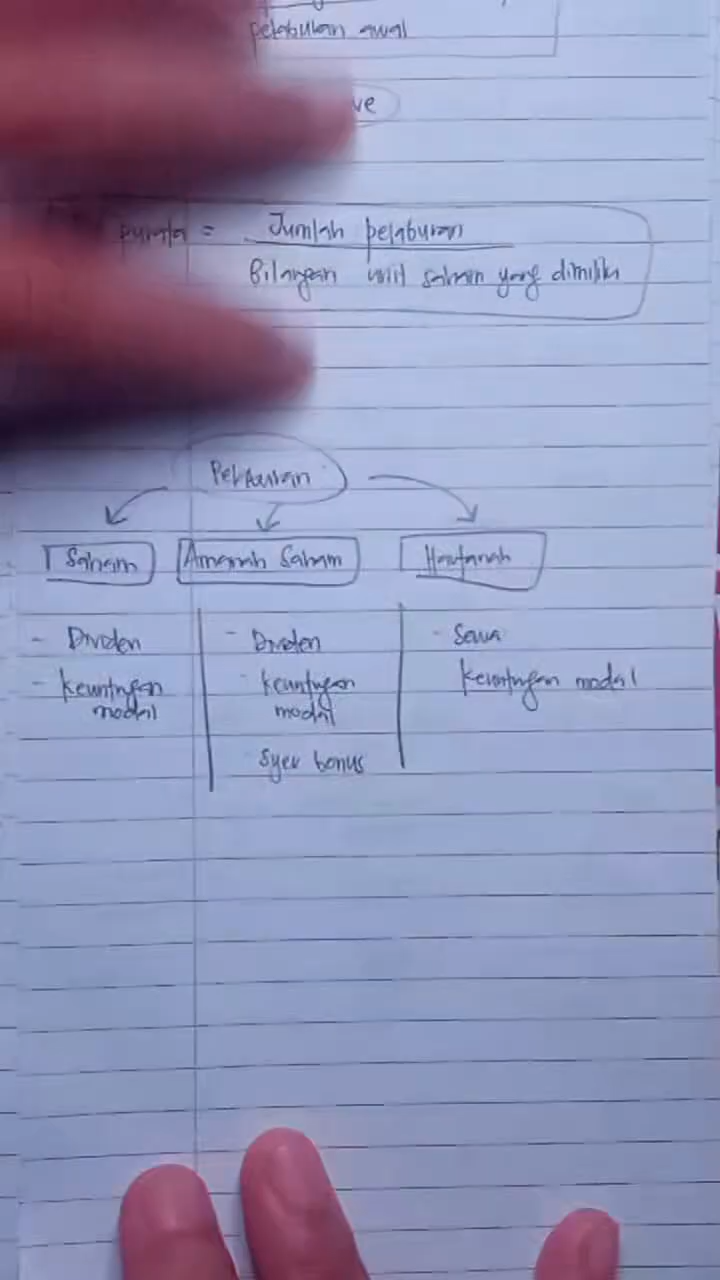 pelaburan awal
ve
purata = Jumlah pelaburan
Bilangan unit saham yang dimiliki
Pelaburan
Saham
Amanah Saham
Hartanah
- Dividen
- Keuntungan
modal
- Dividen
- Keuntungan
modal
Syer bonus
- Sewa
Keuntungan modal